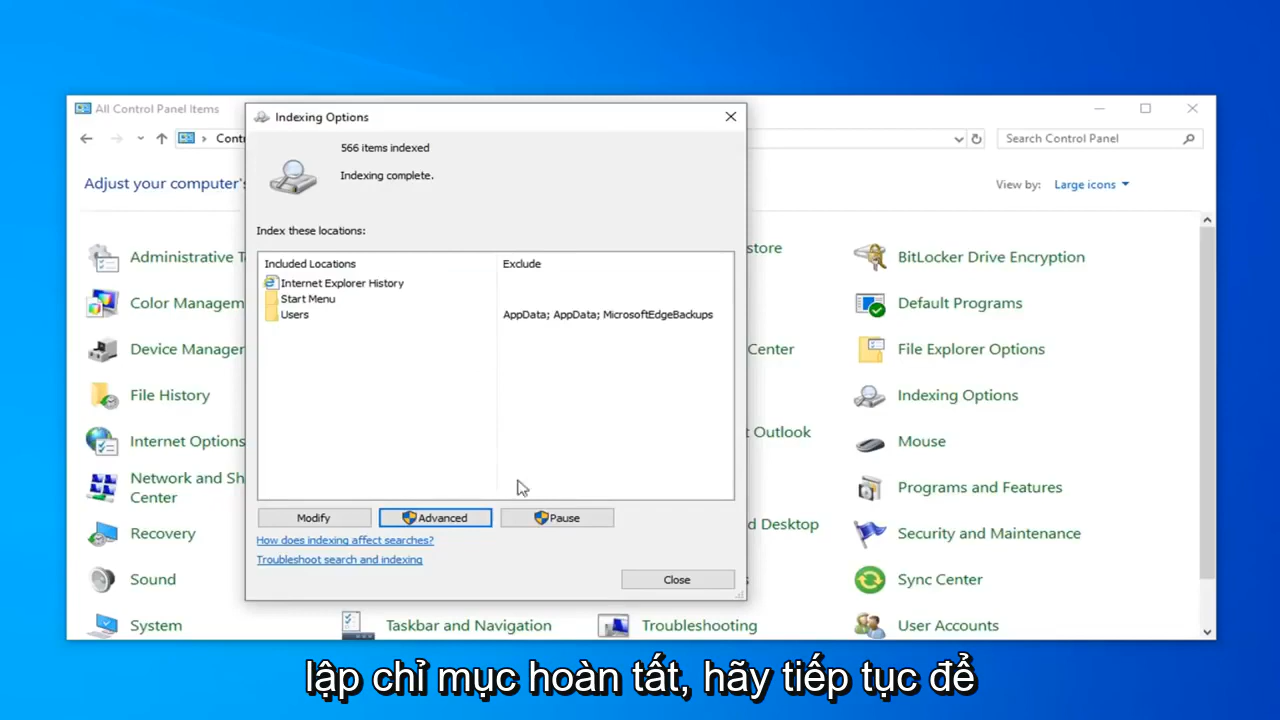 All Control Panel Items
Contr
Search Control Panel
Adjust your computer's
View by:
Large icons
Indexing Options
566 items indexed
Indexing complete.
Index these locations:
Included Locations
Exclude
Internet Explorer History
Start Menu
Users
AppData; AppData; MicrosoftEdgeBackups
Modify
Advanced
Pause
How does indexing affect searches?
Troubleshoot search and indexing
Close
Administrative T
Color Managem
Device Manager
File History
Internet Options
Network and Sh
Center
Recovery
Sound
System
store
Center
t Outlook
d Desktop
Taskbar and Navigation
Troubleshooting
BitLocker Drive Encryption
Default Programs
File Explorer Options
Indexing Options
Mouse
Programs and Features
Security and Maintenance
Sync Center
User Accounts
lập chỉ mục hoàn tất, hãy tiếp tục để